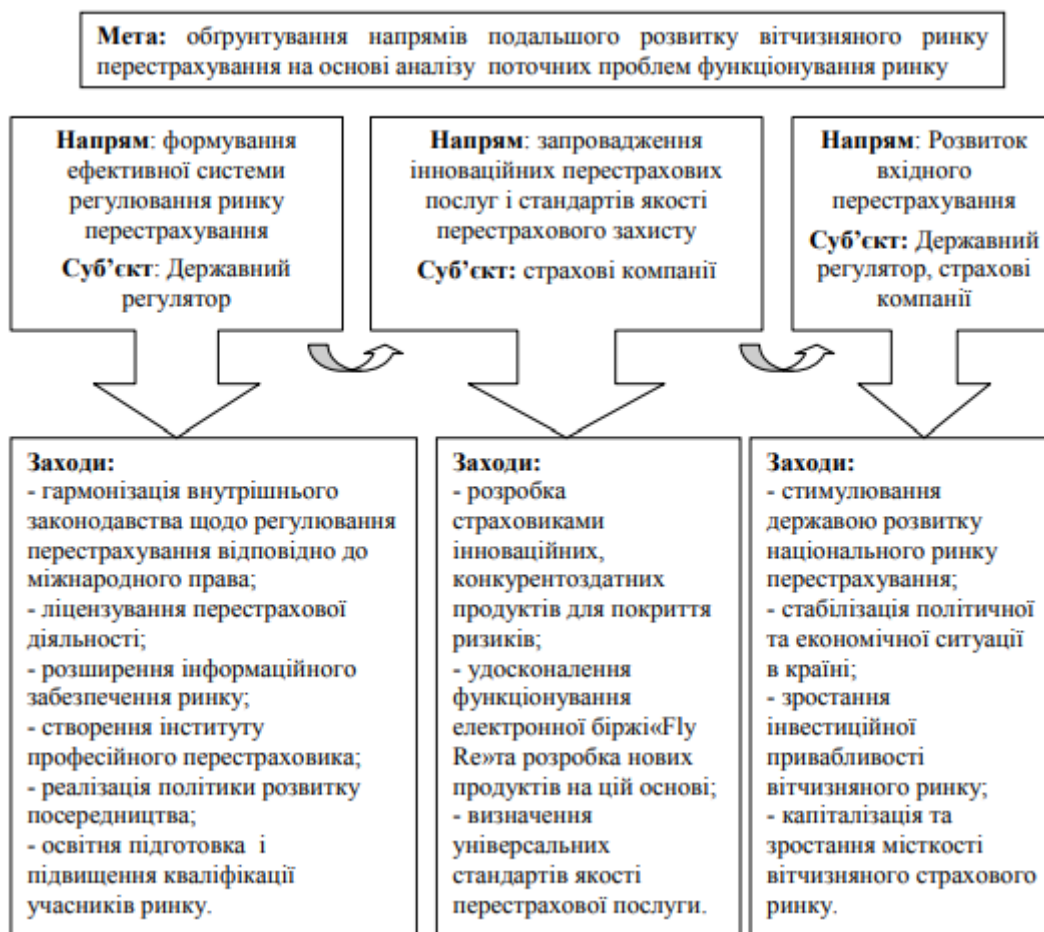 Мета: обґрунтування напрямів подальшого розвитку вітчизняного ринку
перестрахування на основі аналізу поточних проблем функціонування ринку
Напрям: формування
ефективної системи
регулювання ринку
перестрахування
Суб’єкт: Державний
регулятор
Напрям: запровадження
інноваційних перестрахових
послуг і стандартів якості
перестрахового захисту
Суб’єкт: страхові компанії
Напрям: Розвиток
вхідного
перестрахування
Суб’єкт: Державний
регулятор, страхові
компанії
Заходи:
- гармонізація внутрішнього
законодавства щодо регулювання
перестрахування відповідно до
міжнародного права;
- ліцензування перестрахової
діяльності;
- розширення інформаційного
забезпечення ринку;
- створення інституту
професійного перестраховика;
- реалізація політики розвитку
посередництва;
- освітня підготовка і
підвищення кваліфікації
учасників ринку.
Заходи:
- розробка
страховиками
інноваційних,
конкурентоздатних
продуктів для покриття
ризиків;
- удосконалення
функціонування
електронної біржі«Fly
Re»та розробка нових
продуктів на цій основі;
- визначення
універсальних
стандартів якості
перестрахової послуги.
Заходи:
- стимулювання
державою розвитку
національного ринку
перестрахування;
- стабілізація політичної
та економічної ситуації
в країні;
- зростання
інвестиційної
привабливості
вітчизняного ринку;
- капіталізація та
зростання місткості
вітчизняного страхового
ринку.